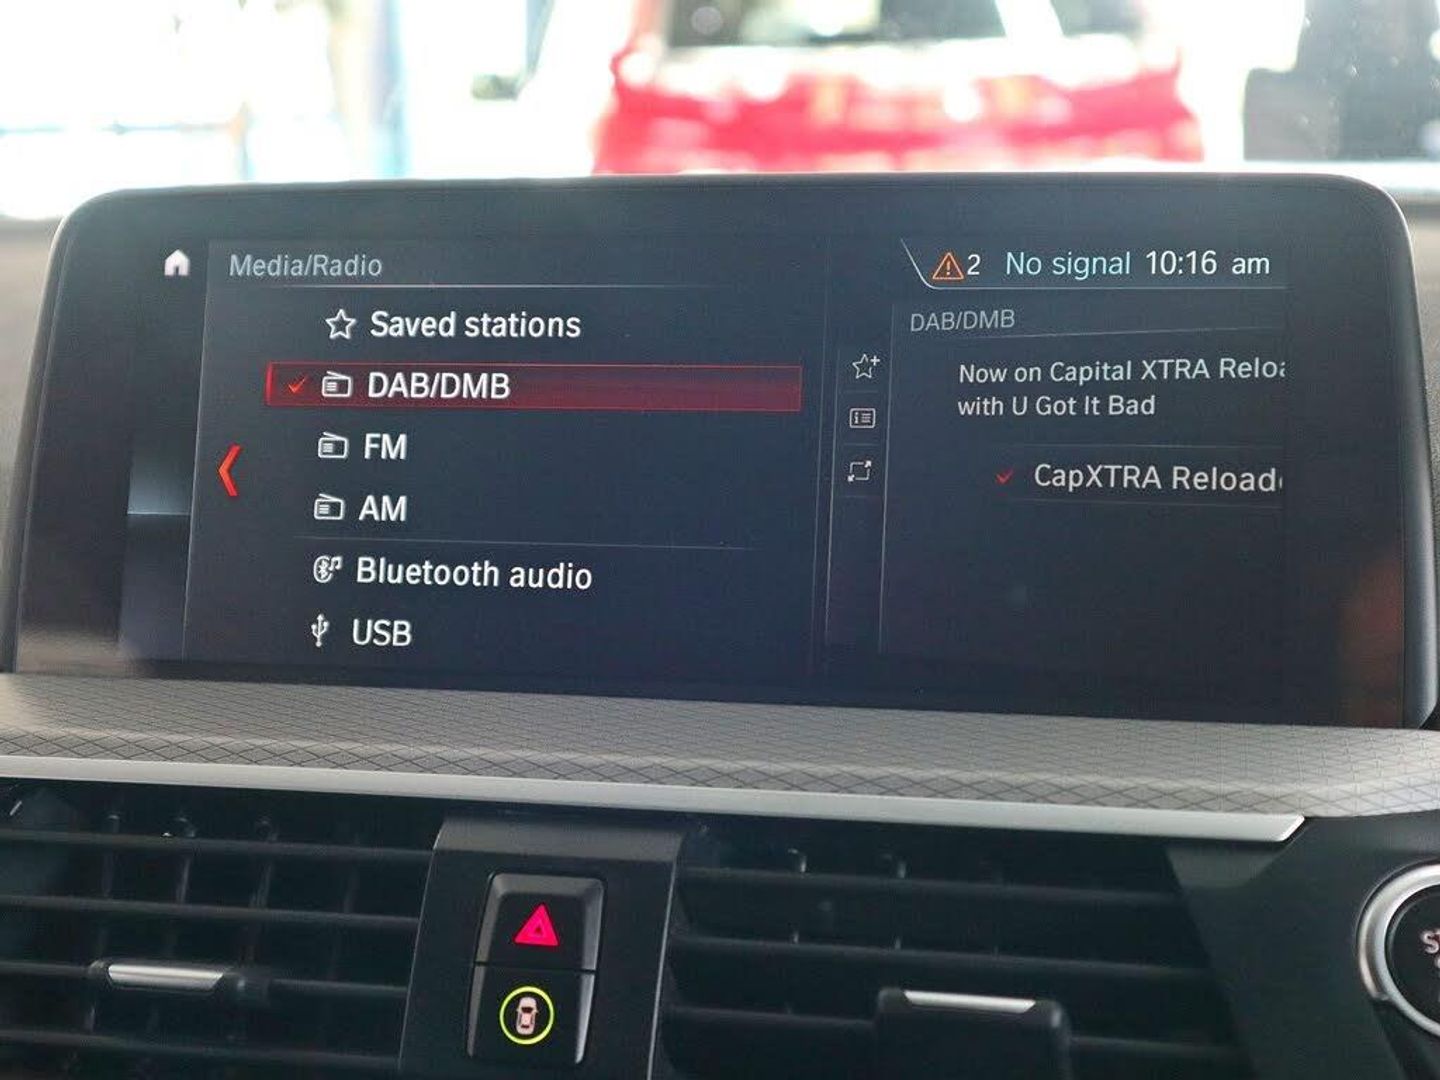 Media/Radio
2 No signal 10:16 am
Saved stations
DAB/DMB
FM
AM
Bluetooth audio
USB
DAB/DMB
Now on Capital XTRA Reloa
with U Got It Bad
CapXTRA Reload